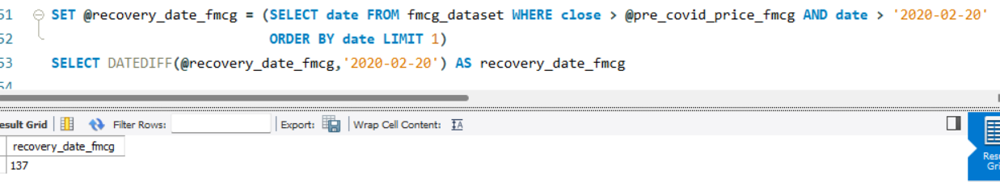 51 SET @recovery_date_fmcg = (SELECT date FROM fmcg_dataset WHERE close > @pre_covid_price_fmcg AND date > '2020-02-20'
52 ORDER BY date LIMIT 1)
53 SELECT DATEDIFF(@recovery_date_fmcg,'2020-02-20') AS recovery_date_fmcg
54
esult Grid Filter Rows: Export: Wrap Cell Content: IA
recovery_date_fmcg
137
Resu
Gri